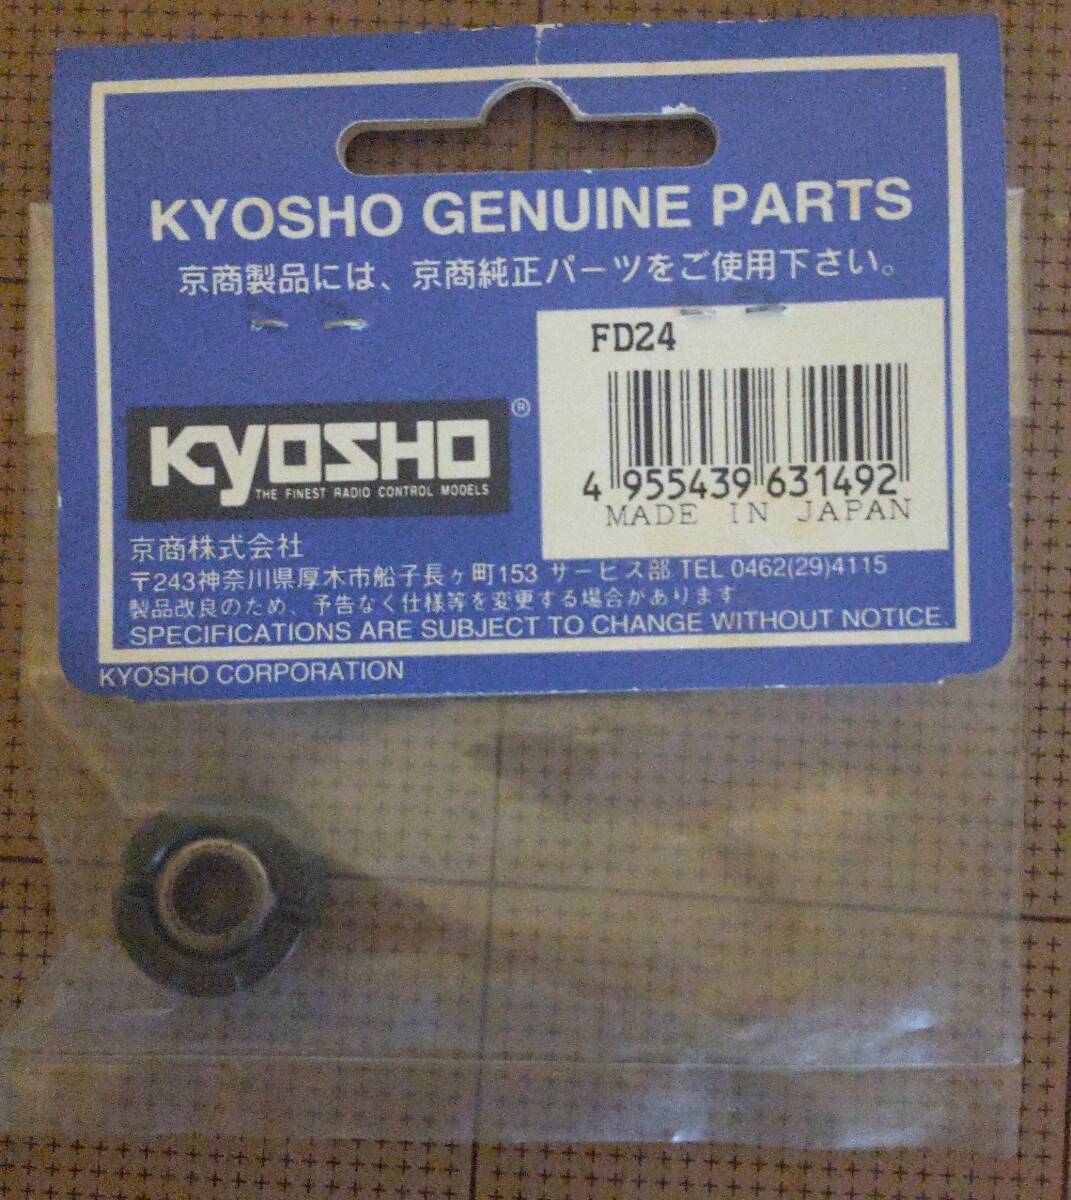 KYOSHO GENUINE PARTS
京商製品には、京商純正パーツをご使用下さい。
FD24
4 955439 631492
MADE IN JAPAN
KYOSHO ®
THE FINEST RADIO CONTROL MODELS
京商株式会社
〒243神奈川県厚木市船子長ヶ町153 サービス部 TEL 0462(29)4115
製品改良のため、予告なく仕様等を変更する場合があります
SPECIFICATIONS ARE SUBJECT TO CHANGE WITHOUT NOTICE.
KYOSHO CORPORATION